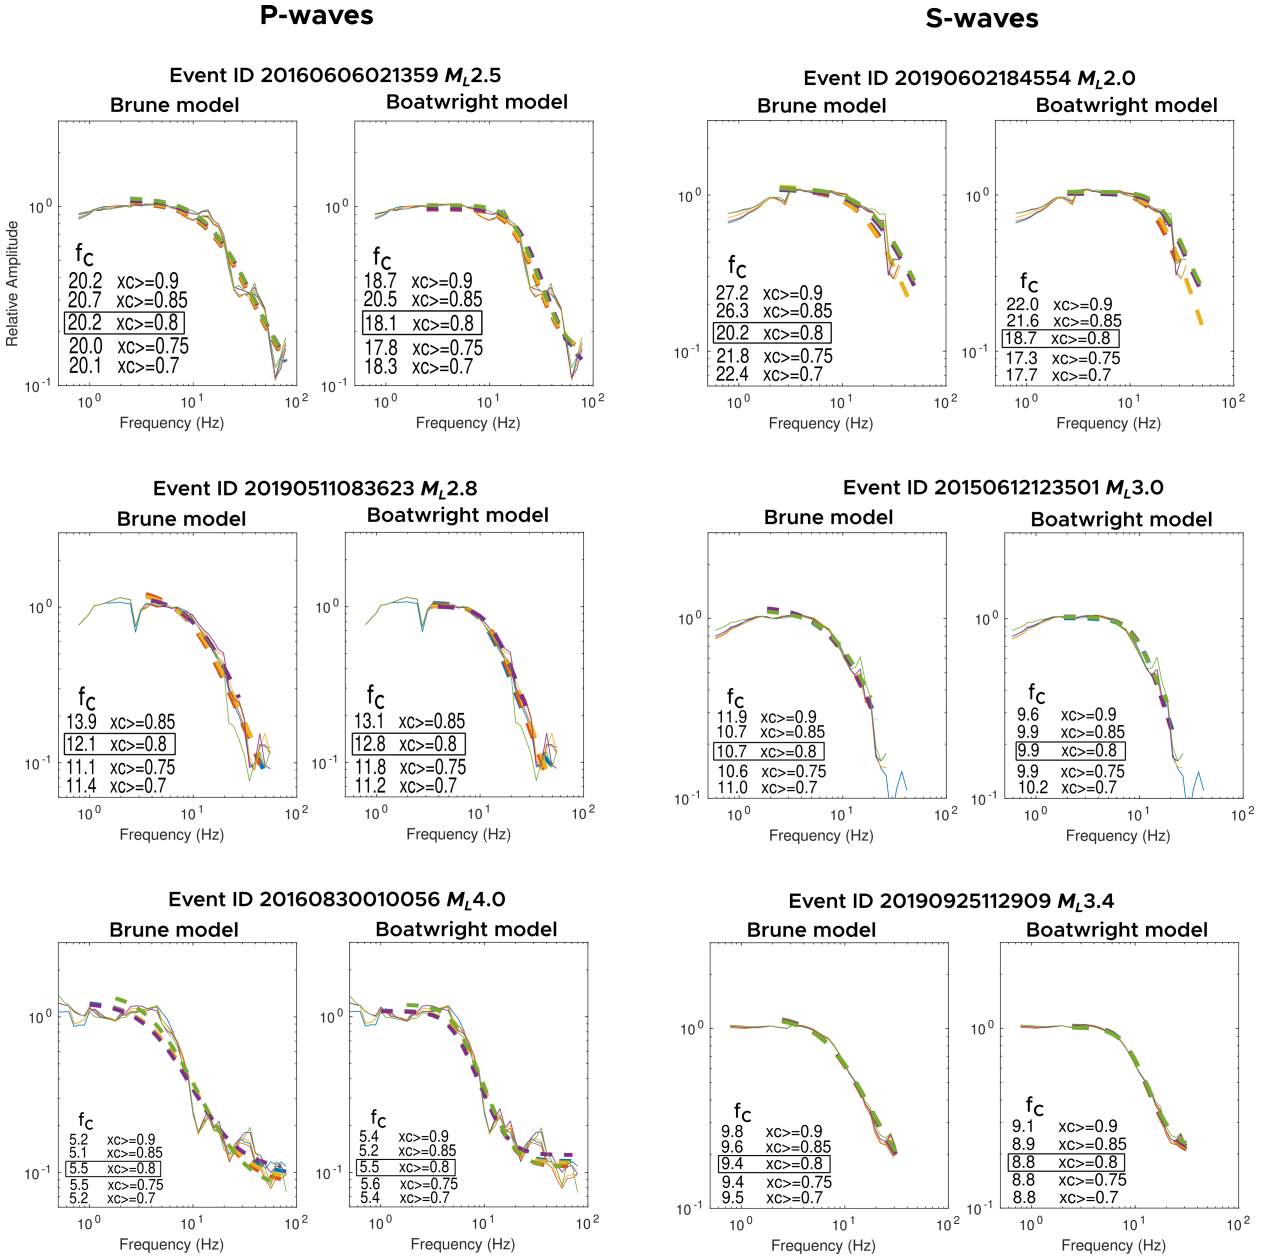 P-waves
S-waves
Event ID 20160606021359 ML2.5
Brune model
Boatwright model
Relative Amplitude
10^0
10^-1
fc
20.2 xc>=0.9
20.7 xc>=0.85
20.2 xc>=0.8
20.0 xc>=0.75
20.1 xc>=0.7
10^0 10^1 10^2
Frequency (Hz)
10^0
10^-1
fc
18.7 xc>=0.9
20.5 xc>=0.85
18.1 xc>=0.8
17.8 xc>=0.75
18.3 xc>=0.7
10^0 10^1 10^2
Frequency (Hz)
Event ID 20190602184554 ML2.0
Brune model
Boatwright model
10^0
10^-1
fc
27.2 xc>=0.9
26.3 xc>=0.85
20.2 xc>=0.8
21.8 xc>=0.75
22.4 xc>=0.7
10^0 10^1 10^2
Frequency (Hz)
10^0
10^-1
fc
22.0 xc>=0.9
21.6 xc>=0.85
18.7 xc>=0.8
17.3 xc>=0.75
17.7 xc>=0.7
10^0 10^1 10^2
Frequency (Hz)
Event ID 20190511083623 ML2.8
Brune model
Boatwright model
10^0
10^-1
fc
13.9 xc>=0.85
12.1 xc>=0.8
11.1 xc>=0.75
11.4 xc>=0.7
10^0 10^1 10^2
Frequency (Hz)
10^0
10^-1
fc
13.1 xc>=0.85
12.8 xc>=0.8
11.8 xc>=0.75
11.2 xc>=0.7
10^0 10^1 10^2
Frequency (Hz)
Event ID 20150612123501 ML3.0
Brune model
Boatwright model
10^0
10^-1
fc
11.9 xc>=0.9
10.7 xc>=0.85
10.7 xc>=0.8
10.6 xc>=0.75
11.0 xc>=0.7
10^0 10^1 10^2
Frequency (Hz)
10^0
10^-1
fc
9.6 xc>=0.9
9.9 xc>=0.85
9.9 xc>=0.8
9.9 xc>=0.75
10.2 xc>=0.7
10^0 10^1 10^2
Frequency (Hz)
Event ID 20160830010056 ML4.0
Brune model
Boatwright model
10^0
10^-1
fc
5.2 xc>=0.9
5.1 xc>=0.85
5.5 xc>=0.8
5.5 xc>=0.75
5.2 xc>=0.7
10^0 10^1 10^2
Frequency (Hz)
10^0
10^-1
fc
5.4 xc>=0.9
5.2 xc>=0.85
5.5 xc>=0.8
5.6 xc>=0.75
5.4 xc>=0.7
10^0 10^1 10^2
Frequency (Hz)
Event ID 20190925112909 ML3.4
Brune model
Boatwright model
10^0
10^-1
fc
9.8 xc>=0.9
9.6 xc>=0.85
9.4 xc>=0.8
9.4 xc>=0.75
9.5 xc>=0.7
10^0 10^1 10^2
Frequency (Hz)
10^0
10^-1
fc
9.1 xc>=0.9
8.9 xc>=0.85
8.8 xc>=0.8
8.8 xc>=0.75
8.8 xc>=0.7
10^0 10^1 10^2
Frequency (Hz)